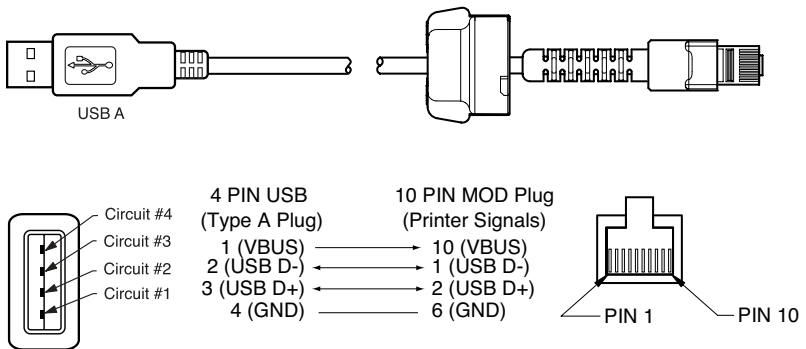 USB A
4 PIN USB
(Type A Plug)
10 PIN MOD Plug
(Printer Signals)
Circuit #4
Circuit #3
Circuit #2
Circuit #1
1 (VBUS) 10 (VBUS)
2 (USB D-) 1 (USB D-)
3 (USB D+) 2 (USB D+)
4 (GND) 6 (GND)
PIN 1
PIN 10